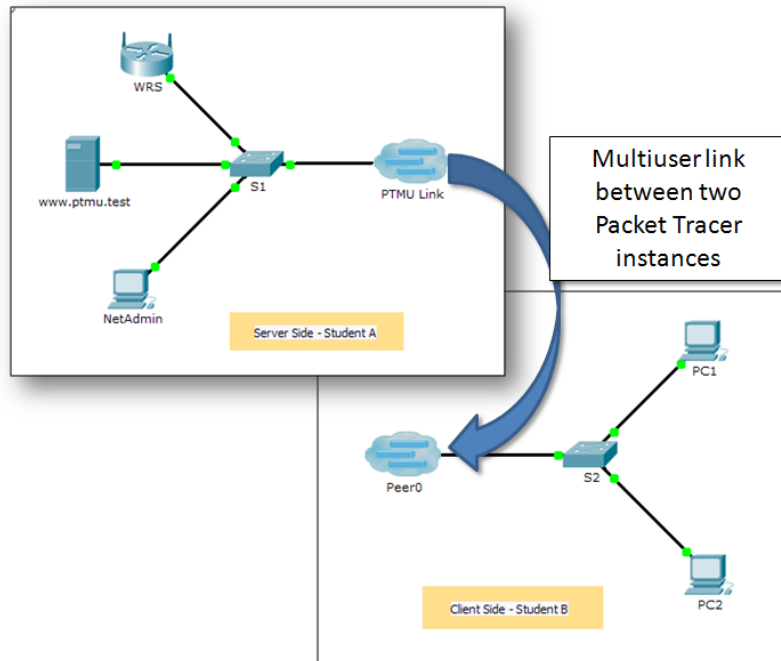 WRS
www.ptmu.test
S1
PTMU Link
NetAdmin
Server Side - Student A
Multiuser link
between two
Packet Tracer
instances
PC1
Peer0
S2
PC2
Client Side - Student B